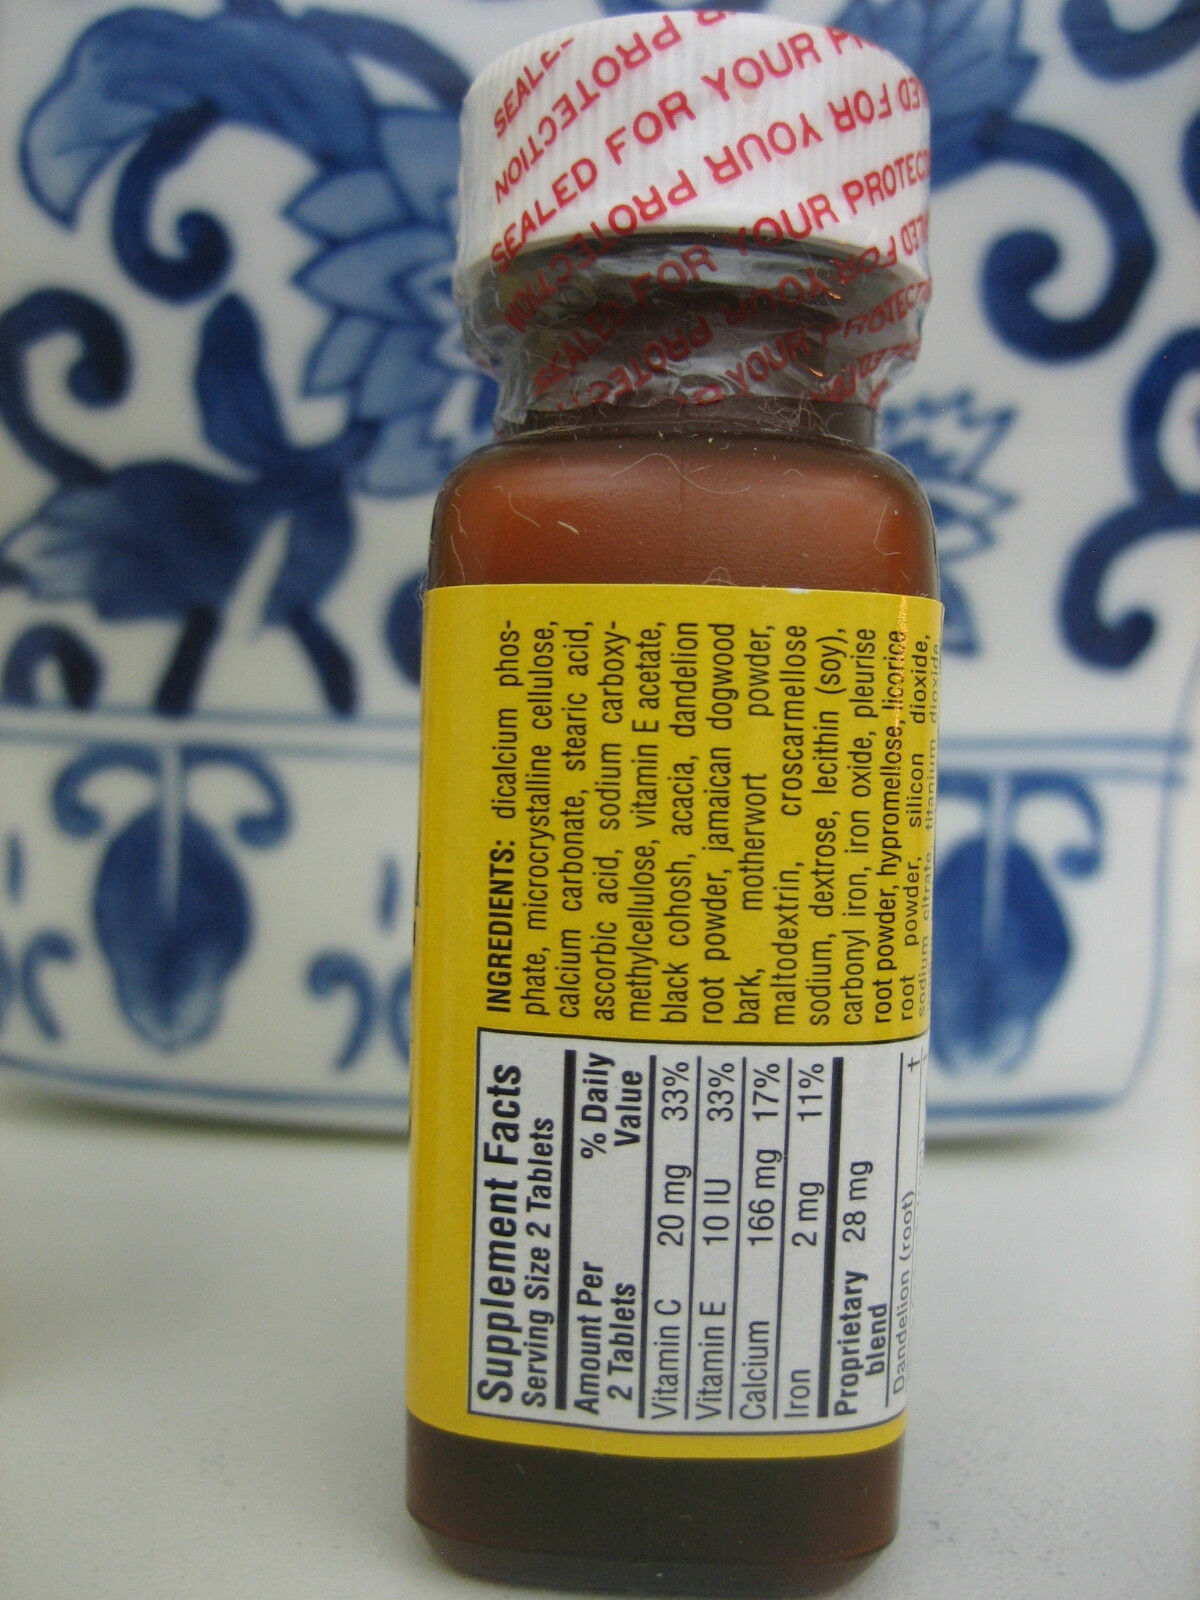 SEALED FOR YOUR PROTECTION
SEALED FOR YOUR PROTECTION
Supplement Facts
Serving Size 2 Tablets
Amount Per % Daily
2 Tablets Value
Vitamin C 20 mg 33%
Vitamin E 10 IU 33%
Calcium 166 mg 17%
Iron 2 mg 11%
Proprietary 28 mg
blend
Dandelion (root) †
INGREDIENTS: dicalcium phos-
phate, microcrystalline cellulose,
calcium carbonate, stearic acid,
ascorbic acid, sodium carboxy-
methylcellulose, vitamin E acetate,
black cohosh, acacia, dandelion
root powder, jamaican dogwood
bark, motherwort powder,
maltodextrin, croscarmellose
sodium, dextrose, lecithin (soy),
carbonyl iron, iron oxide, pleurise
root powder, hypromellose, licorice
root powder, silicon dioxide,
sodium citrate, titanium dioxide,